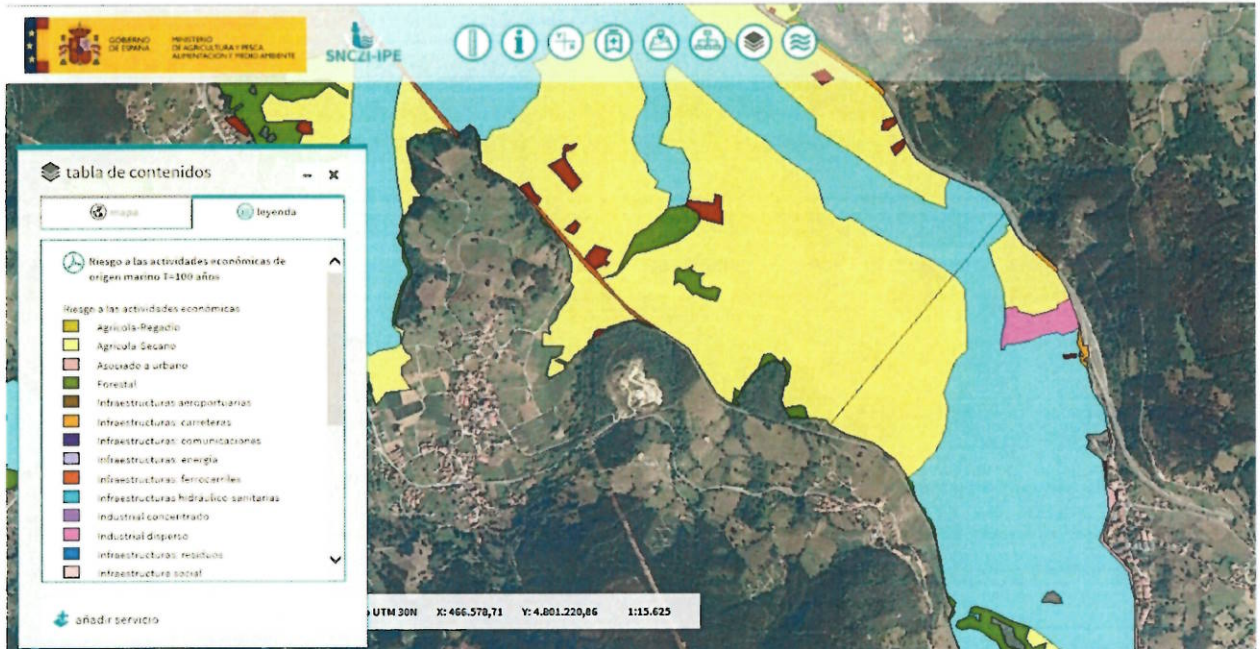 GOBIERNO
DE ESPAÑA
MINISTERIO
DE AGRICULTURA Y PESCA
ALIMENTACIÓN Y MEDIO AMBIENTE
SNCZI-IPE
tabla de contenidos
mapa
leyenda
Riesgo a las actividades económicas de
origen marino T=100 años
Riesgo a las actividades económicas
Agrícola-Regadío
Agrícola-Secano
Asociado a urbano
Forestal
Infraestructuras aeroportuarias
Infraestructuras: carreteras
Infraestructuras: comunicaciones
Infraestructuras: energía
Infraestructuras: ferrocarriles
Infraestructuras hidráulico-sanitarias
Industrial concentrado
Industrial disperso
Infraestructuras: residuos
Infraestructura social
añadir servicio
UTM 30N X: 466.578,71 Y: 4.801.220,86 1:15.625